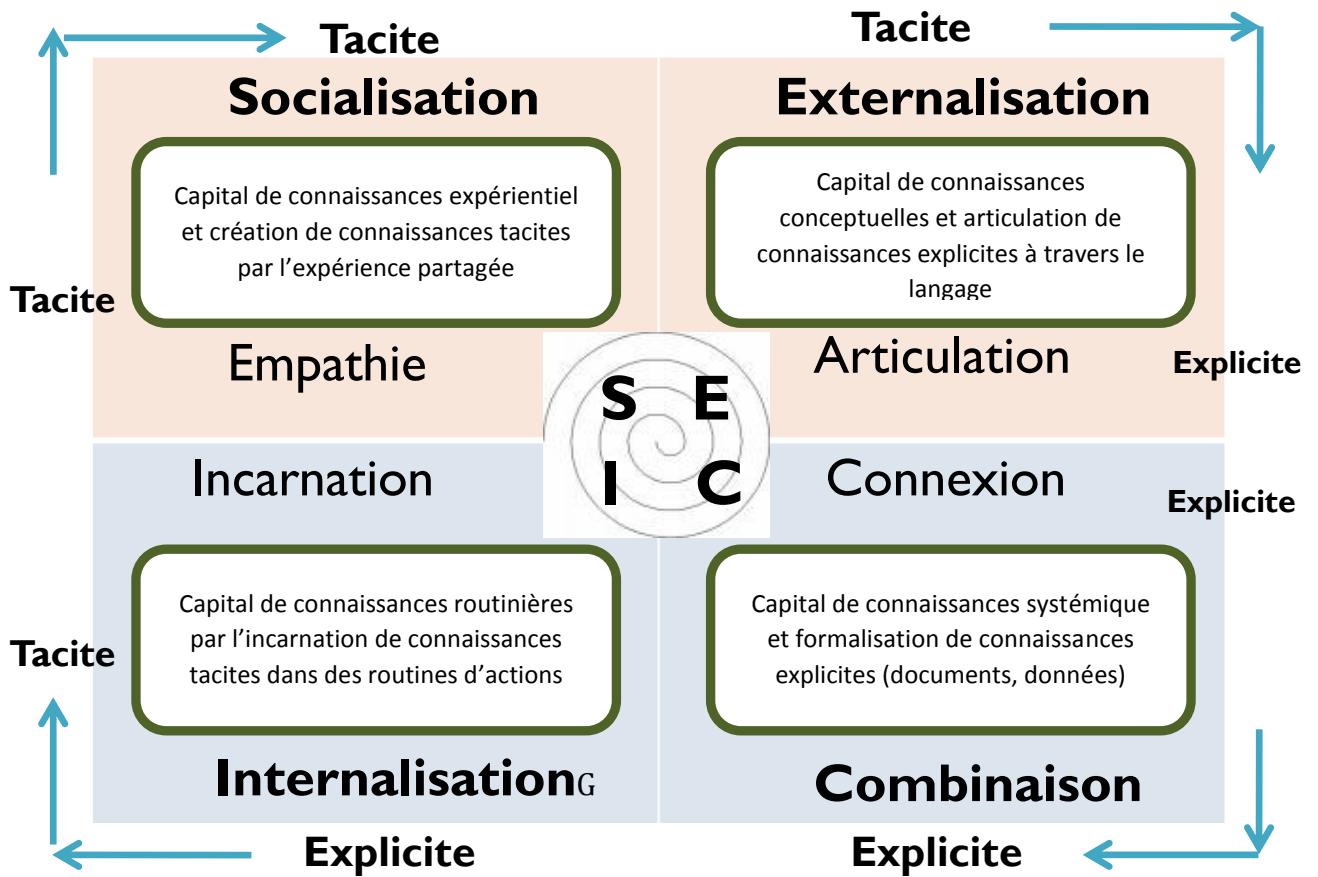 Tacite
Tacite
Socialisation
Externalisation
Capital de connaissances expérientiel
et création de connaissances tacites
par l’expérience partagée
Capital de connaissances
conceptuelles et articulation de
connaissances explicites à travers le
langage
Tacite
Empathie
Articulation
Explicite
S E
I C
Incarnation
Connexion
Explicite
Capital de connaissances routinières
par l’incarnation de connaissances
tacites dans des routines d’actions
Capital de connaissances systémique
et formalisation de connaissances
explicites (documents, données)
Tacite
InternalisationG
Combinaison
Explicite
Explicite